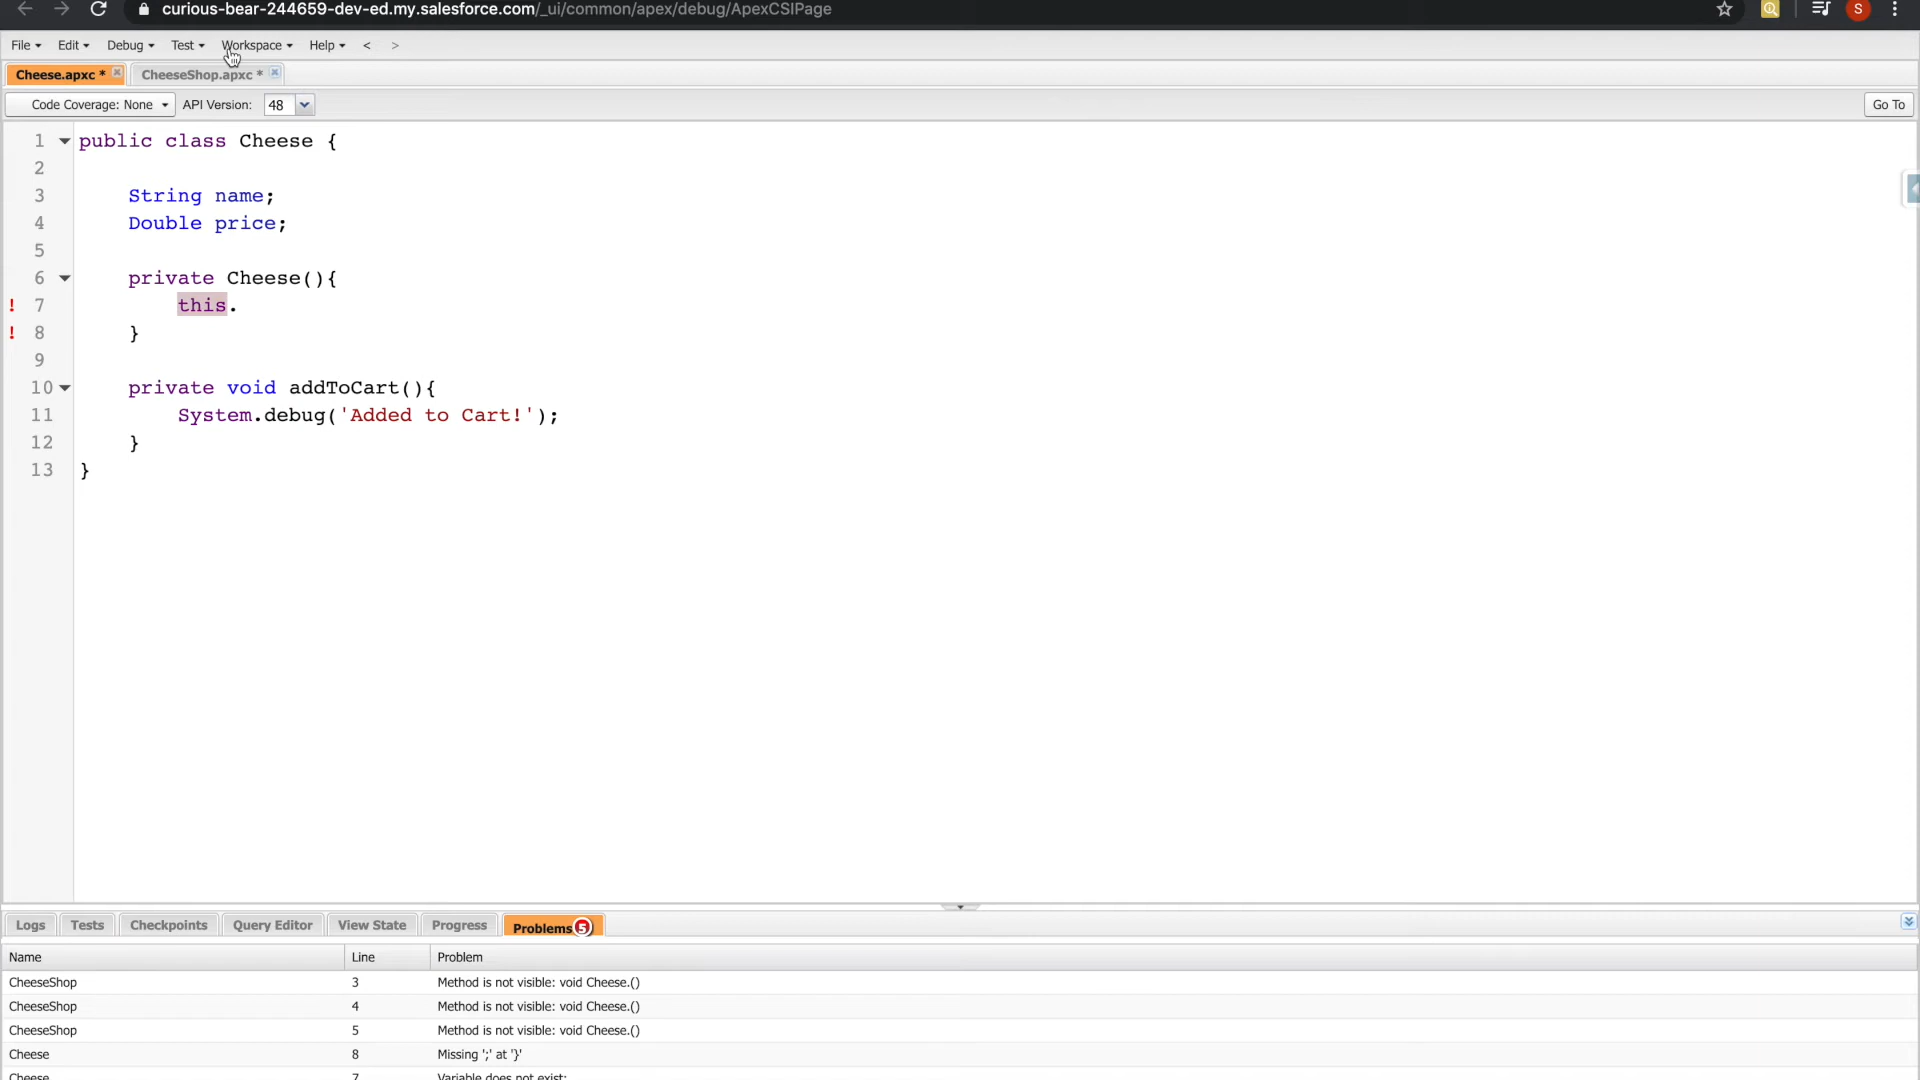 curious-bear-244659-dev-ed.my.salesforce.com/_ui/common/apex/debug/ApexCSIPage
S
File Edit Debug Test Workspace Help < >
Cheese.apxc * CheeseShop.apxc *
Code Coverage: None API Version: 48 Go To
1 public class Cheese {
2
3 String name;
4 Double price;
5
6 private Cheese(){
! 7 this.
! 8 }
9
10 private void addToCart(){
11 System.debug('Added to Cart!');
12 }
13 }
Logs Tests Checkpoints Query Editor View State Progress Problems 5
Name Line Problem
CheeseShop 3 Method is not visible: void Cheese.()
CheeseShop 4 Method is not visible: void Cheese.()
CheeseShop 5 Method is not visible: void Cheese.()
Cheese 8 Missing ';' at '}'
Cheese 7 Variable does not exist: